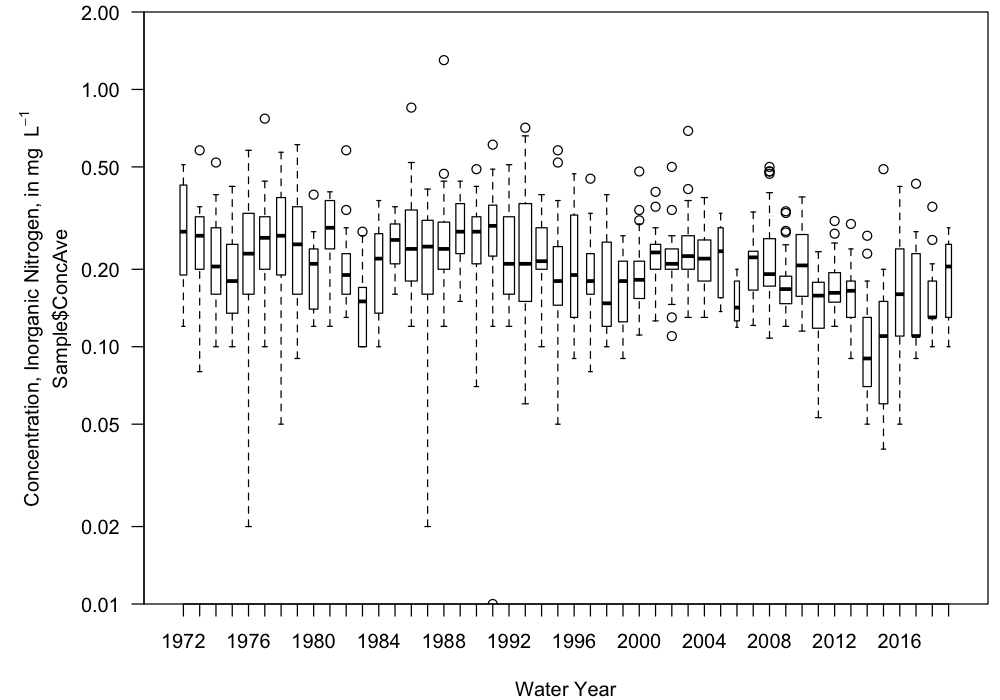 Concentration, Inorganic Nitrogen, in mg L⁻¹
Sample$ConcAve
2.00
1.00
0.50
0.20
0.10
0.05
0.02
0.01
1972 1976 1980 1984 1988 1992 1996 2000 2004 2008 2012 2016
Water Year